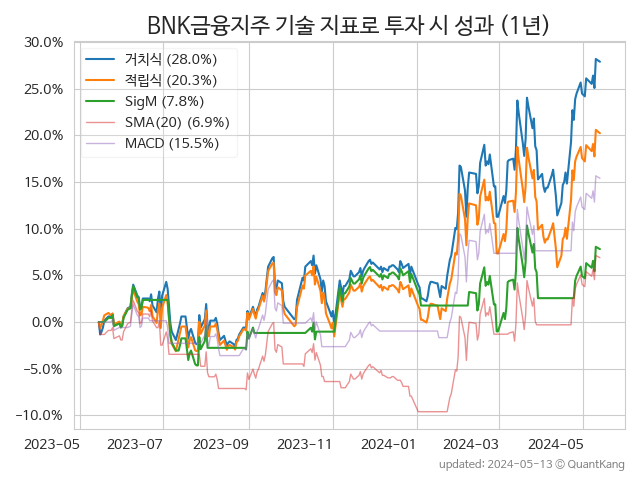 BNK금융지주 기술 지표로 투자 시 성과 (1년)
30.0%
25.0%
20.0%
15.0%
10.0%
5.0%
0.0%
−5.0%
−10.0%
거치식 (28.0%)
적립식 (20.3%)
SigM (7.8%)
SMA(20) (6.9%)
MACD (15.5%)
2023-05 2023-07 2023-09 2023-11 2024-01 2024-03 2024-05
updated: 2024-05-13 ⓒ QuantKang